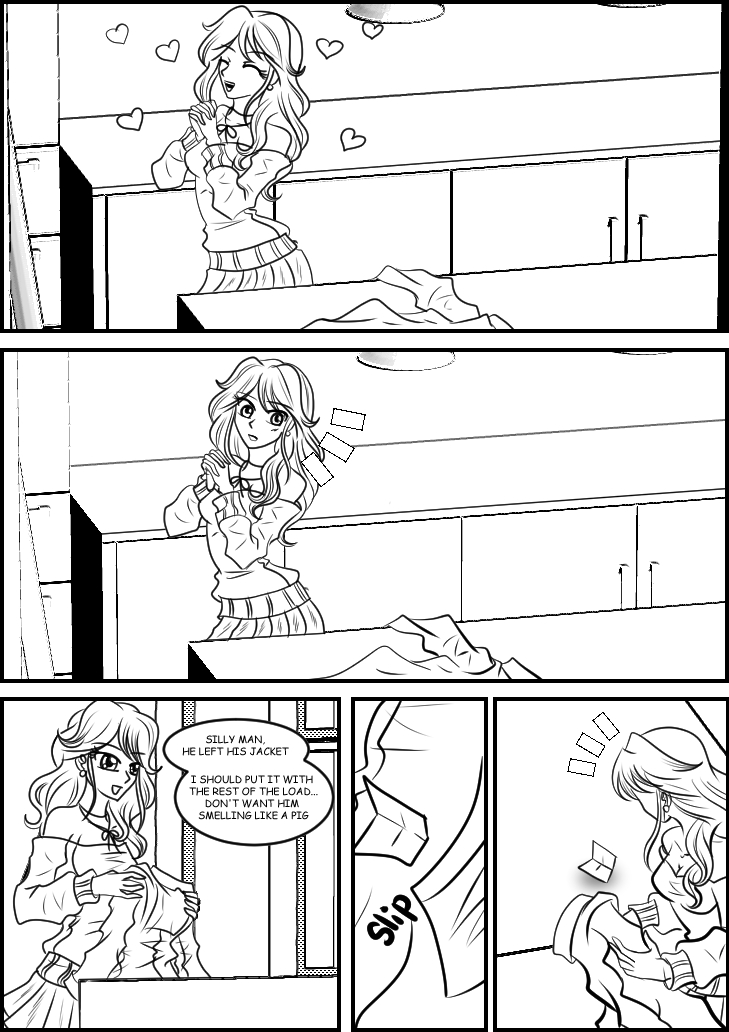 SILLY MAN,
HE LEFT HIS JACKET
I SHOULD PUT IT WITH
THE REST OF THE LOAD...
DON'T WANT HIM
SMELLING LIKE A PIG
Slip